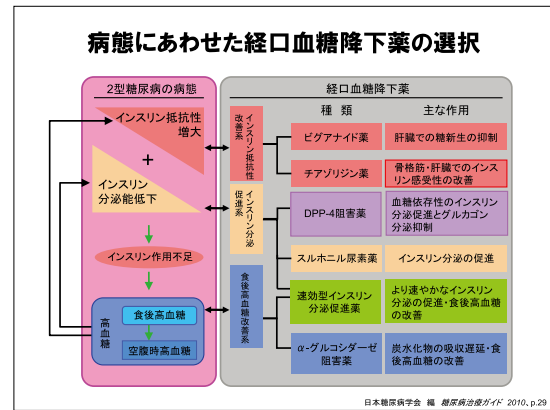 病態にあわせた経口血糖降下薬の選択
2型糖尿病の病態
インスリン抵抗性
増大
+
インスリン
分泌能低下
インスリン作用不足
高血糖
食後高血糖
空腹時高血糖
経口血糖降下薬
種 類
主な作用
インスリン抵抗性
改善系
ビグアナイド薬
肝臓での糖新生の抑制
チアゾリジン薬
骨格筋・肝臓でのインス
リン感受性の改善
インスリン分泌
促進系
DPP-4阻害薬
血糖依存性のインスリン
分泌促進とグルカゴン
分泌抑制
スルホニル尿素薬
インスリン分泌の促進
食後高血糖改善系
速効型インスリン
分泌促進薬
より速やかなインスリン
分泌の促進・食後高血糖
の改善
α-グルコシダーゼ
阻害薬
炭水化物の吸収遅延・食
後高血糖の改善
日本糖尿病学会 編 糖尿病治療ガイド 2010、p.29